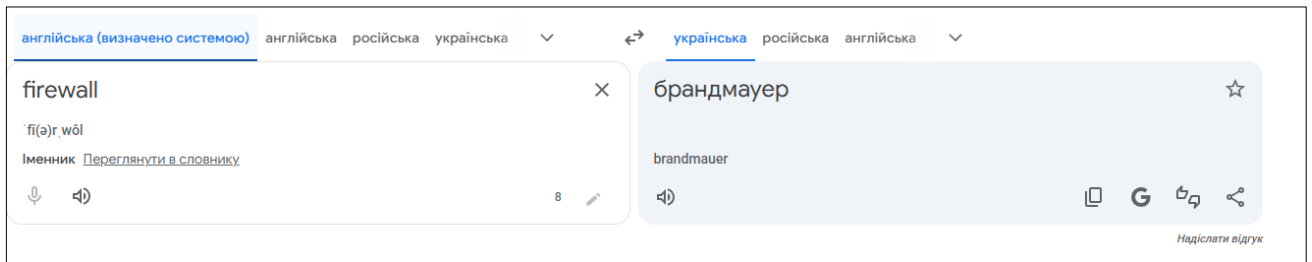 англійська (визначено системою) англійська російська українська
українська російська англійська
firewall
ˈfī(ə)rˌwôl
Іменник Переглянути в словнику
8
брандмауер
brandmauer
Надіслати відгук